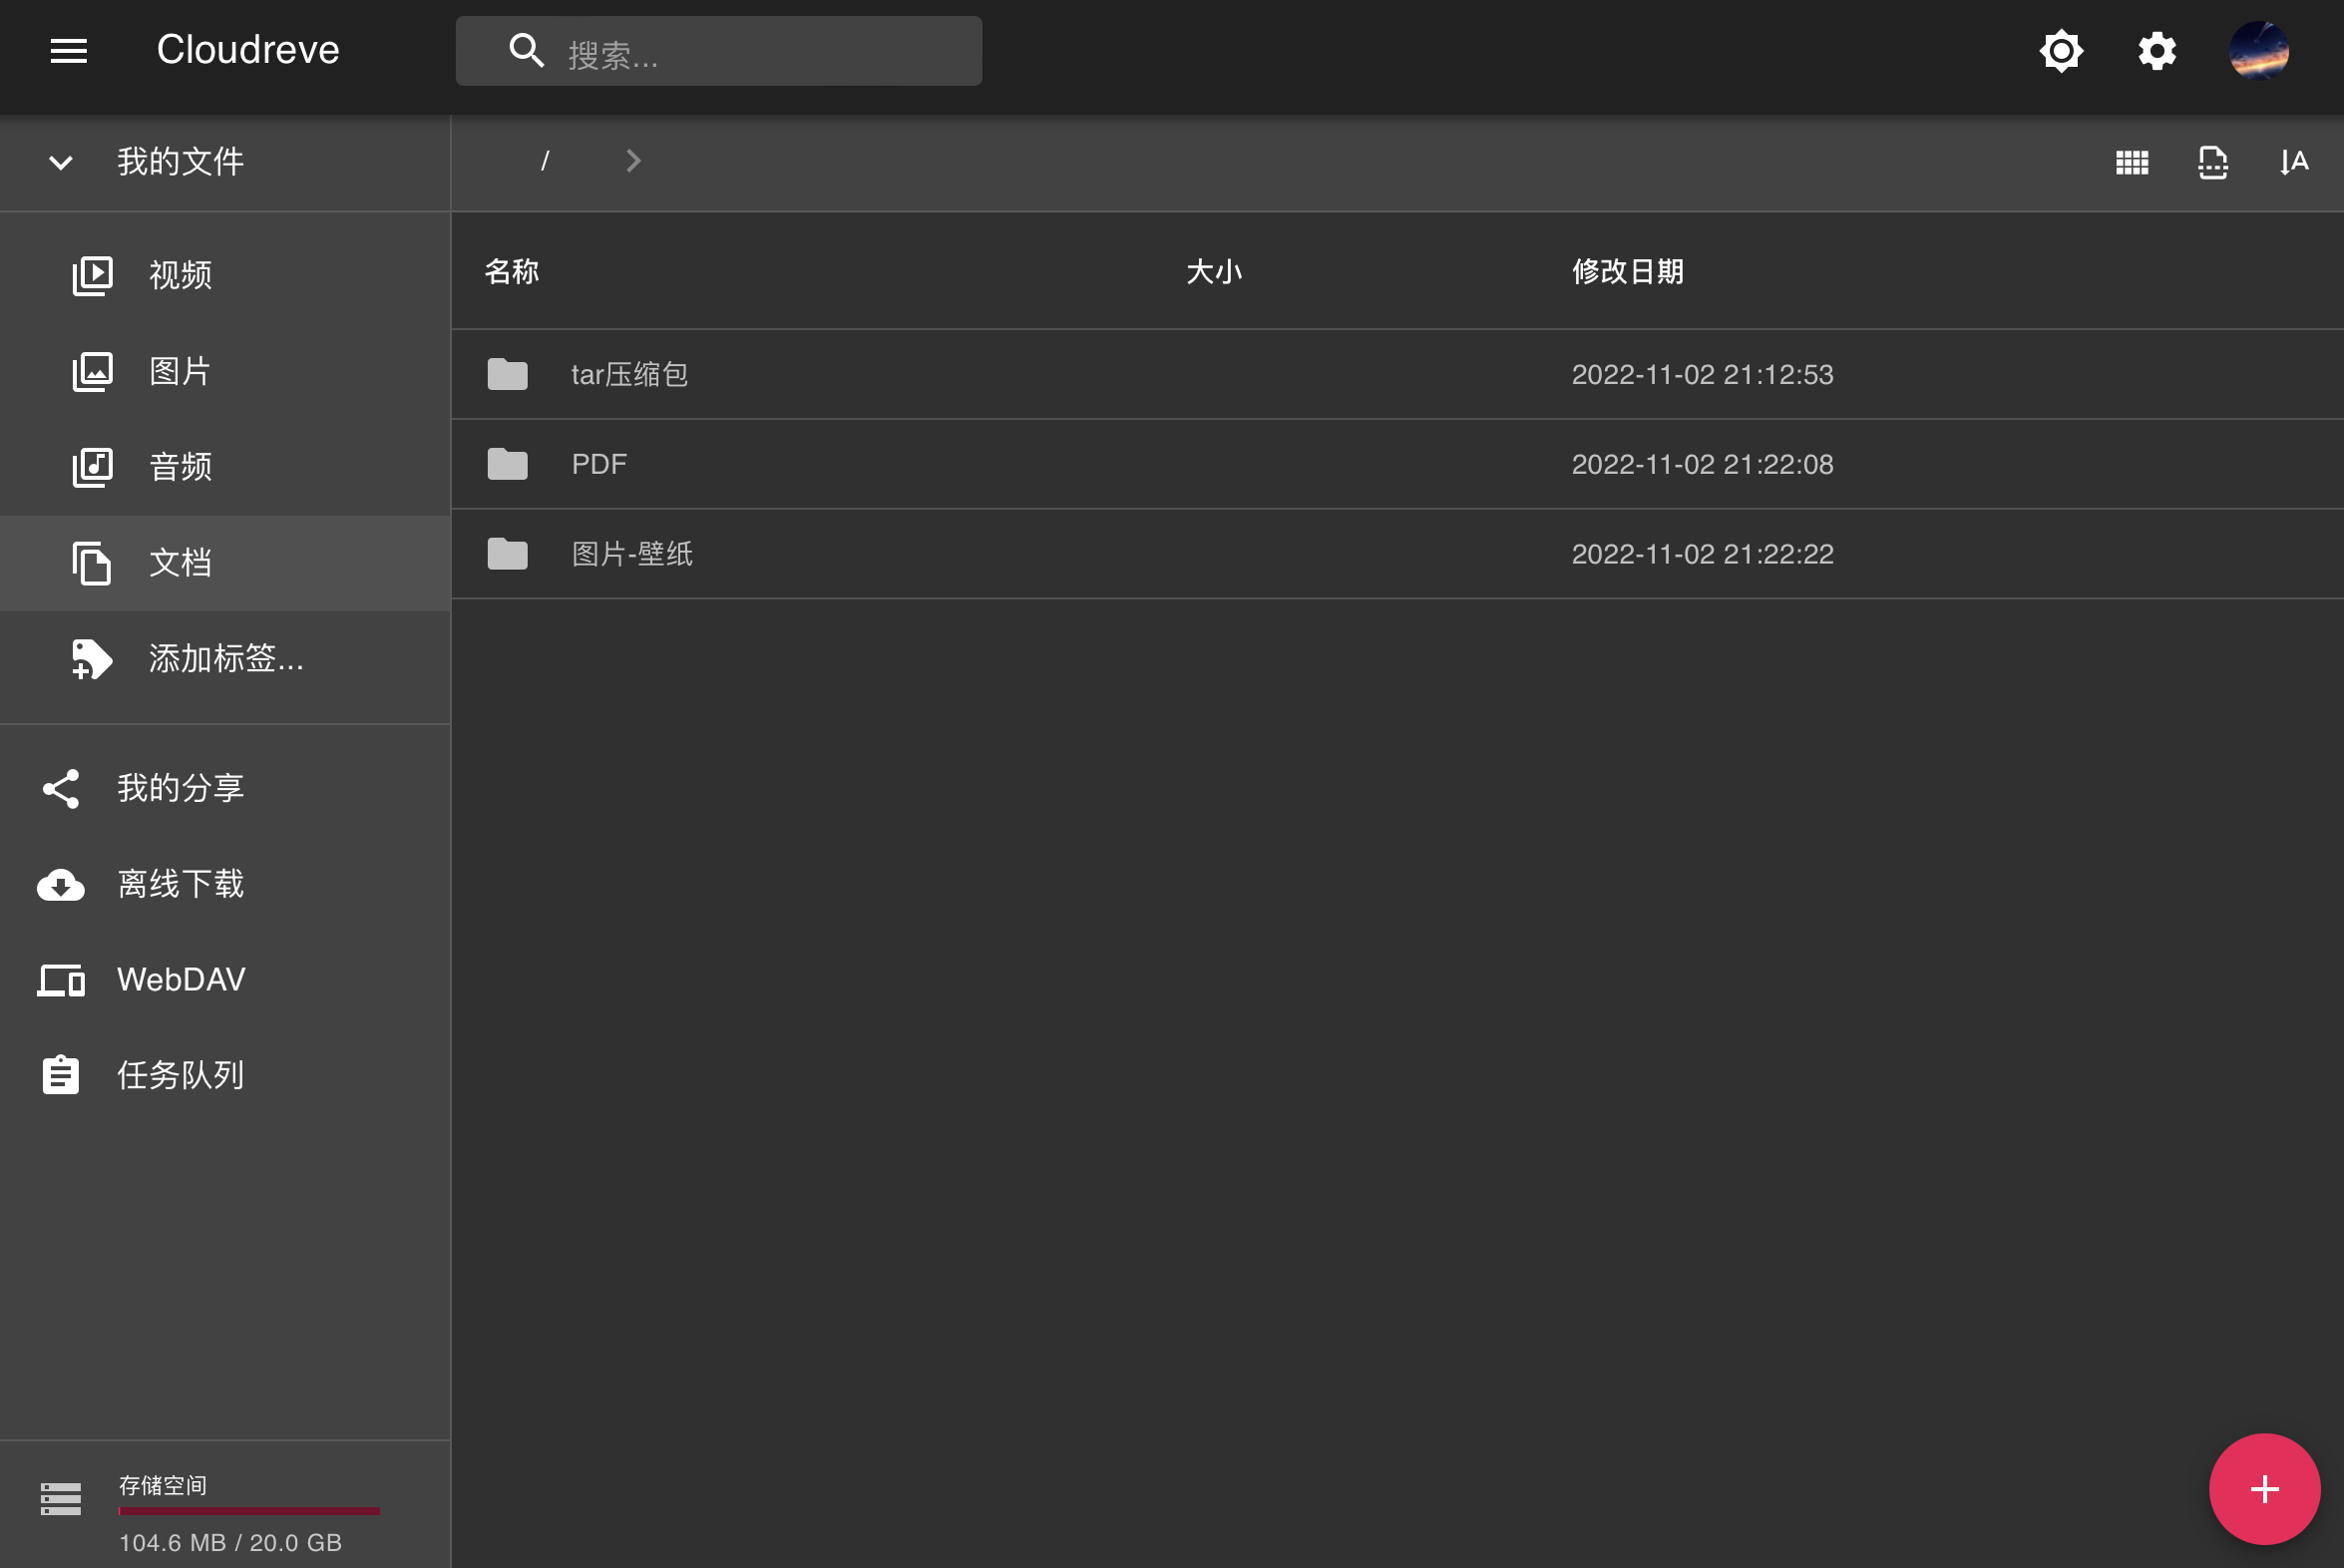 Cloudreve
搜索...
我的文件
/
视频
图片
音频
文档
添加标签...
我的分享
离线下载
WebDAV
任务队列
存储空间
104.6 MB / 20.0 GB
名称 大小 修改日期
tar压缩包 2022-11-02 21:12:53
PDF 2022-11-02 21:22:08
图片-壁纸 2022-11-02 21:22:22